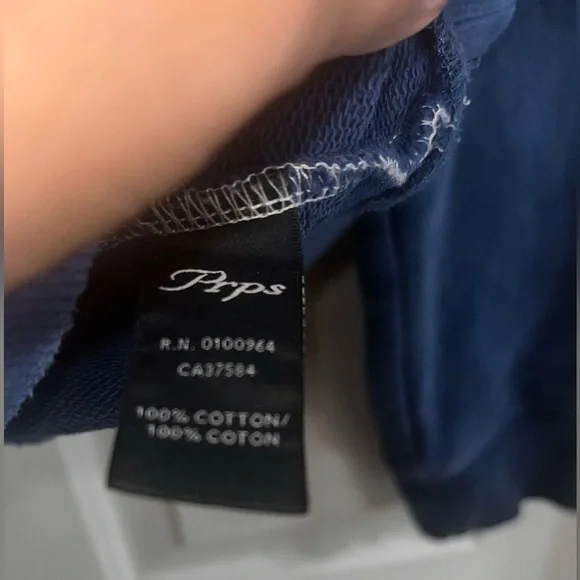 Prps
R.N. 0100964
CA37584
100% COTTON/
100% COTON